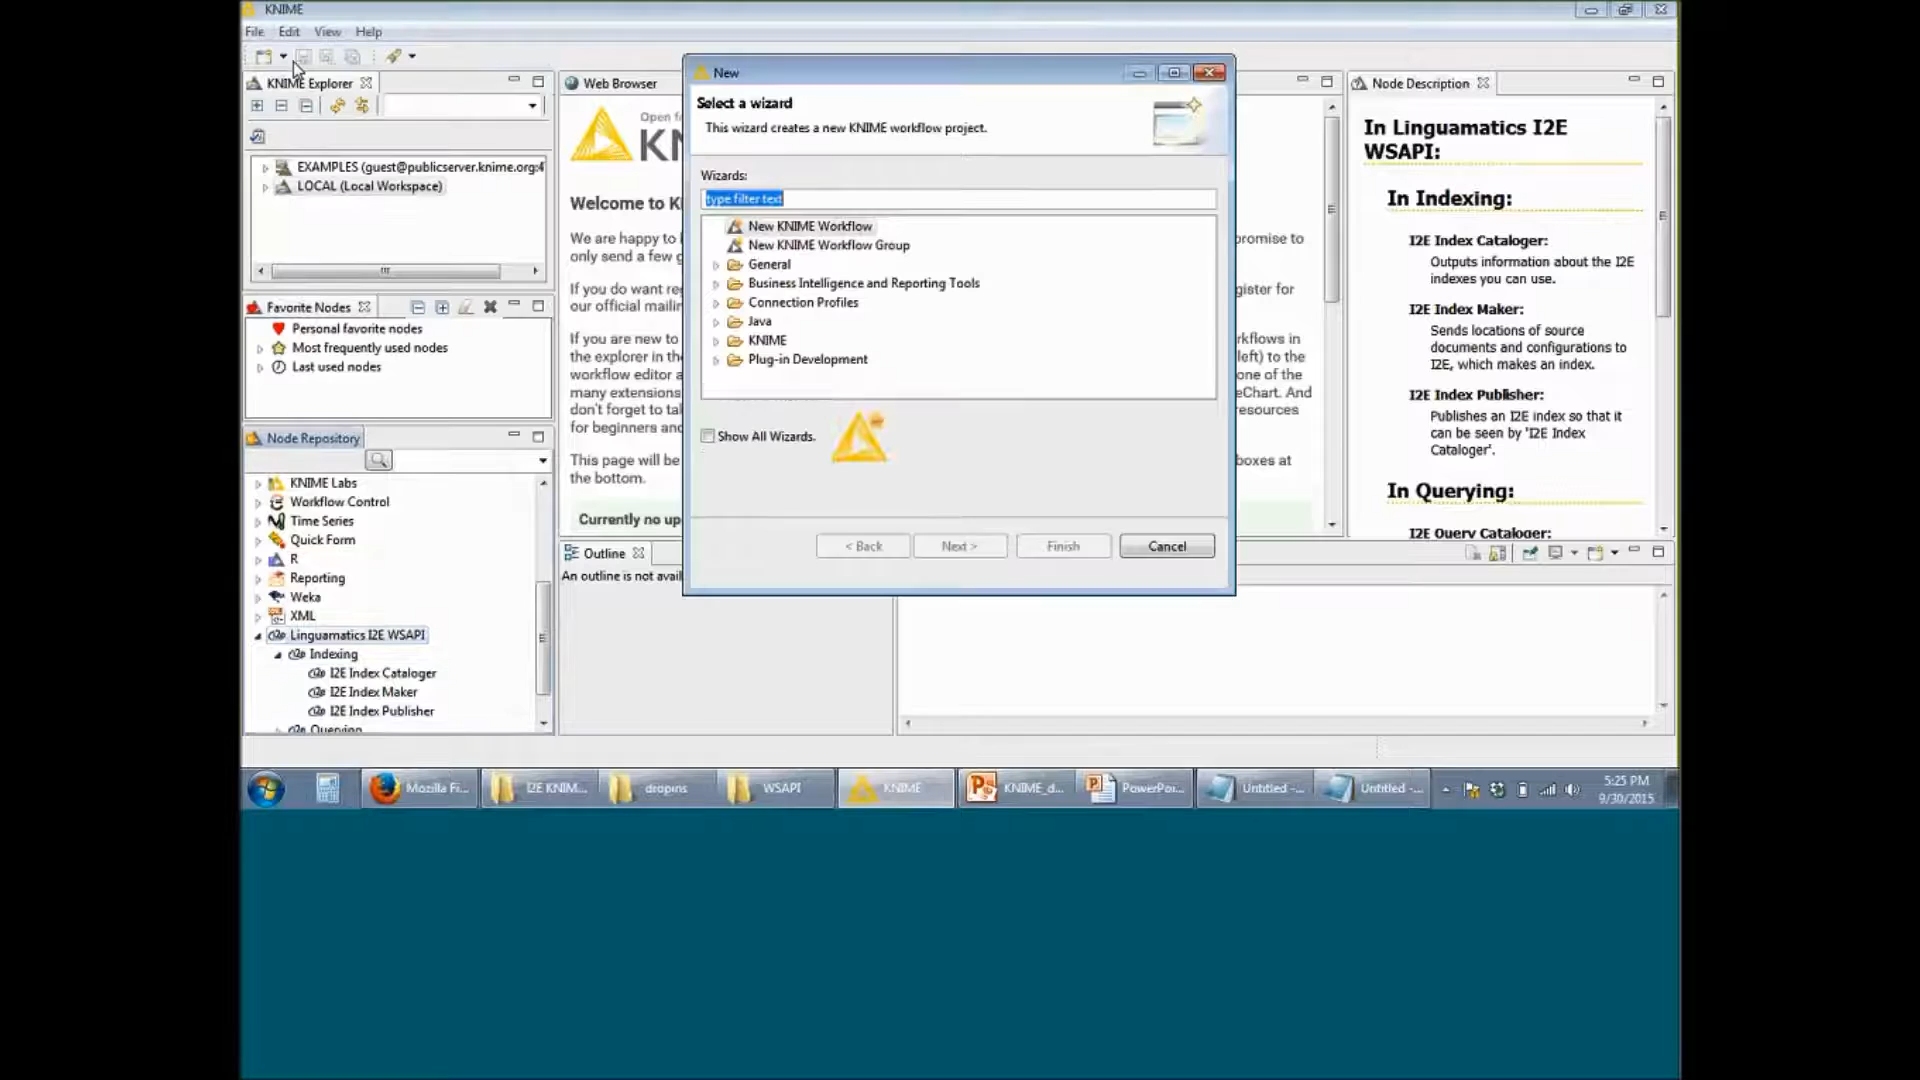 KNIME
File Edit View Help
KNIME Explorer
EXAMPLES (guest@publicserver.knime.org:4
LOCAL (Local Workspace)
Favorite Nodes
Personal favorite nodes
Most frequently used nodes
Last used nodes
Node Repository
KNIME Labs
Workflow Control
Time Series
Quick Form
R
Reporting
Weka
XML
Linguamatics I2E WSAPI
Indexing
I2E Index Cataloger
I2E Index Maker
I2E Index Publisher
Querying
Web Browser
Open f
KN
Welcome to K
We are happy to
promise to
only send a few
If you do want re
gister for
our official mailin
If you are new to
rkflows in
the explorer in th
left) to the
workflow editor a
one of the
many extensions
eChart. And
don't forget to ta
resources
for beginners and
This page will be
boxes at
the bottom.
Currently no up
Outline
An outline is not avail
New
Select a wizard
This wizard creates a new KNIME workflow project.
Wizards:
type filter text
New KNIME Workflow
New KNIME Workflow Group
General
Business Intelligence and Reporting Tools
Connection Profiles
Java
KNIME
Plug-in Development
Show All Wizards.
< Back Next > Finish Cancel
Node Description
In Linguamatics I2E
WSAPI:
In Indexing:
I2E Index Cataloger:
Outputs information about the I2E
indexes you can use.
I2E Index Maker:
Sends locations of source
documents and configurations to
I2E, which makes an index.
I2E Index Publisher:
Publishes an I2E index so that it
can be seen by 'I2E Index
Cataloger'.
In Querying:
I2E Query Cataloger:
Mozilla Fi... I2E KNIM... dropins WSAPI KNIME KNIME_d... PowerPoi... Untitled -... Untitled -...
5:25 PM
9/30/2015